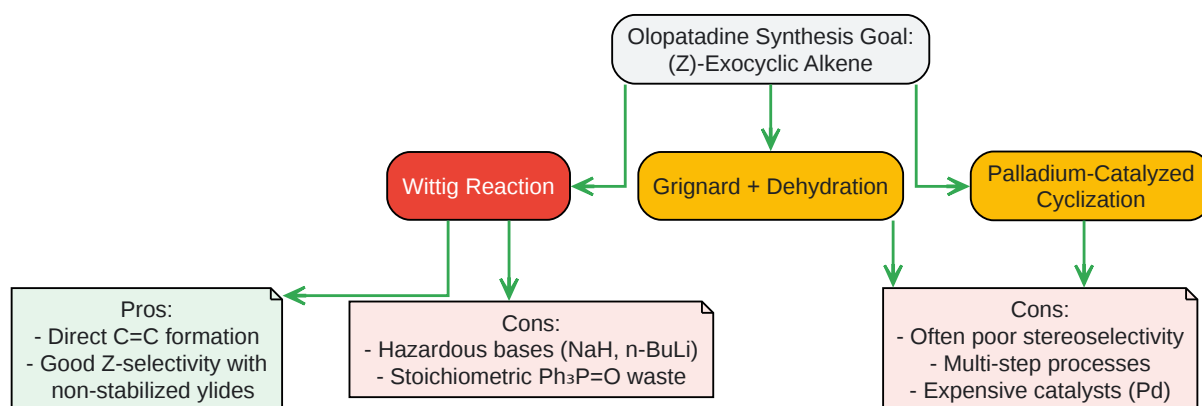 Olopatadine Synthesis Goal:
(Z)-Exocyclic Alkene
Wittig Reaction
Grignard + Dehydration
Palladium-Catalyzed
Cyclization
Pros:
- Direct C=C formation
- Good Z-selectivity with
non-stabilized ylides
Cons:
- Hazardous bases (NaH, n-BuLi)
- Stoichiometric Ph₃P=O waste
Cons:
- Often poor stereoselectivity
- Multi-step processes
- Expensive catalysts (Pd)